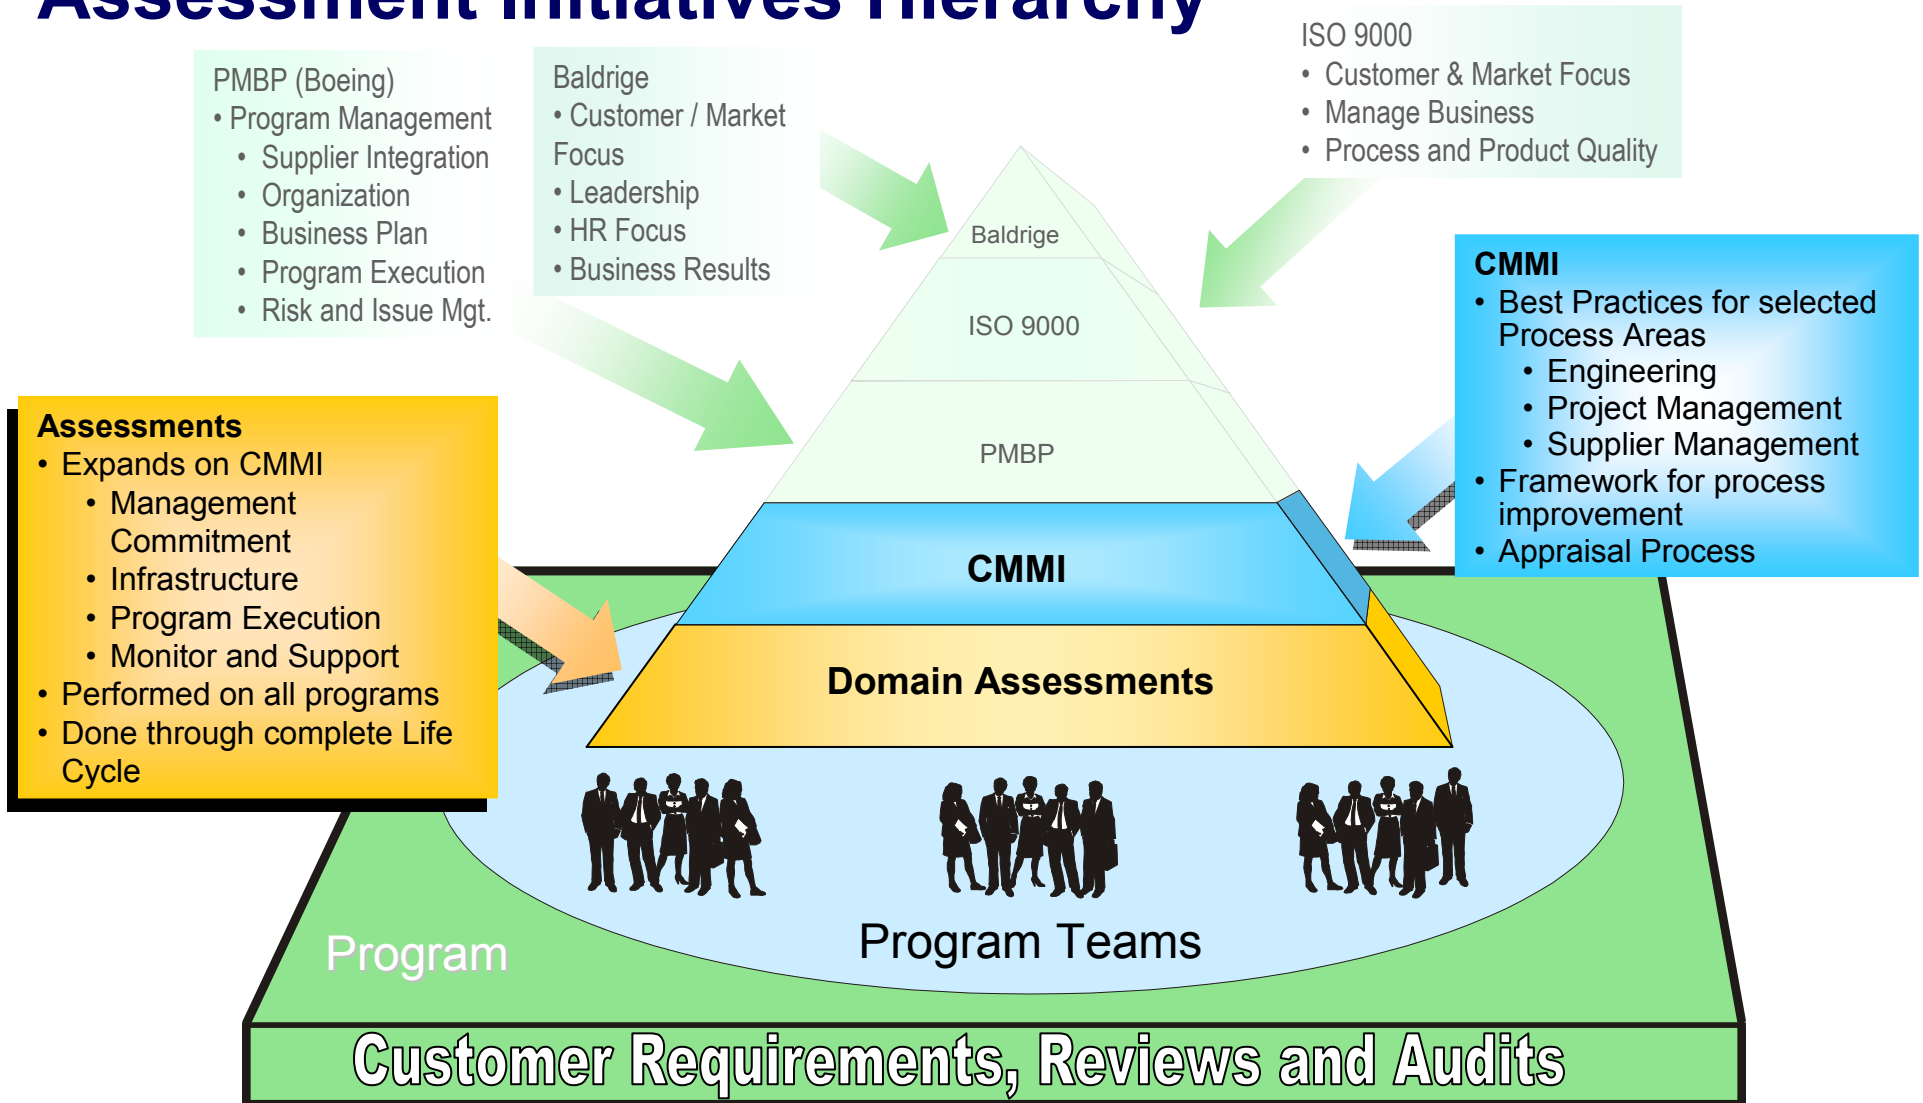 Assessment Initiatives Hierarchy
PMBP (Boeing)
• Program Management
• Supplier Integration
• Organization
• Business Plan
• Program Execution
• Risk and Issue Mgt.
Baldrige
• Customer / Market
Focus
• Leadership
• HR Focus
• Business Results
ISO 9000
• Customer & Market Focus
• Manage Business
• Process and Product Quality
CMMI
• Best Practices for selected
Process Areas
• Engineering
• Project Management
• Supplier Management
• Framework for process
improvement
• Appraisal Process
Assessments
• Expands on CMMI
• Management
Commitment
• Infrastructure
• Program Execution
• Monitor and Support
• Performed on all programs
• Done through complete Life
Cycle
Baldrige
ISO 9000
PMBP
CMMI
Domain Assessments
Program Teams
Program
Customer Requirements, Reviews and Audits